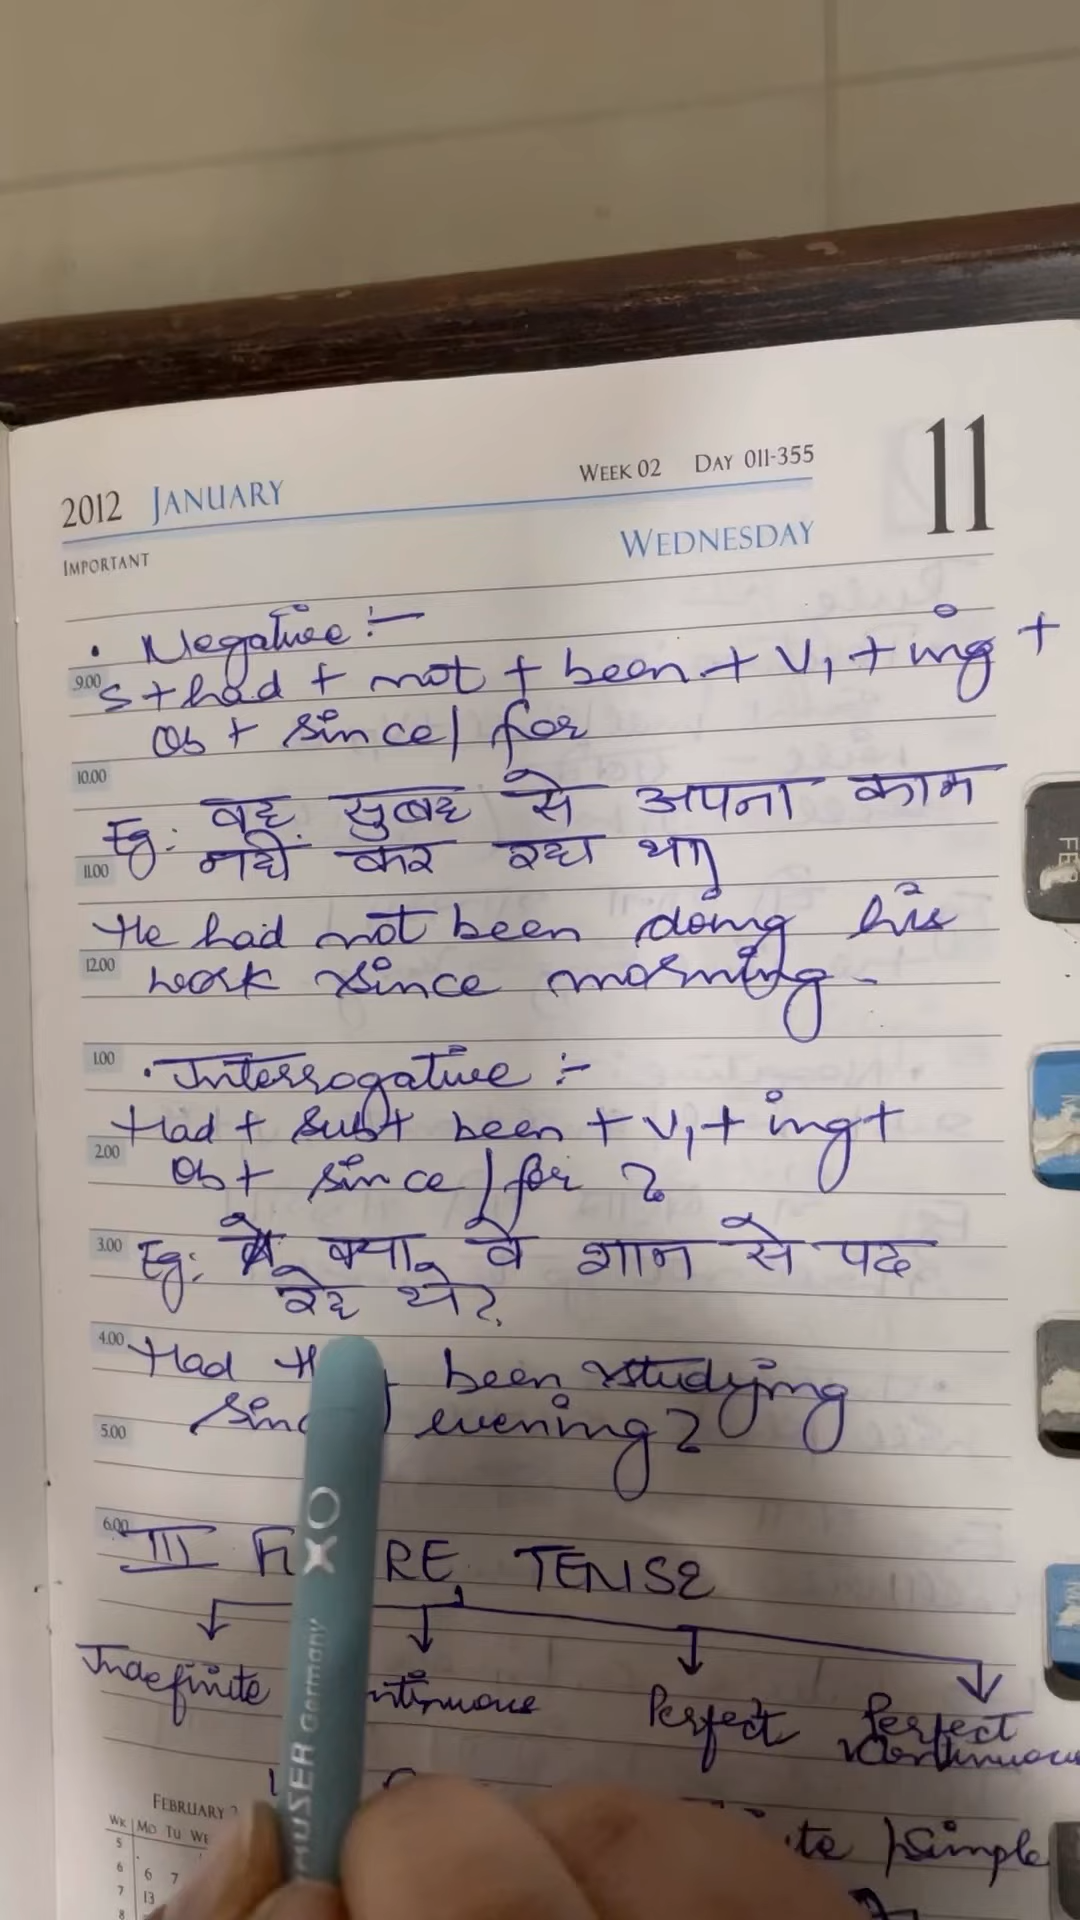 2012 JANUARY WEEK 02 DAY 011-355 11
IMPORTANT WEDNESDAY
• Negative :-
9.00 S + had + not + been + V1 + ing +
Ob + since / for
10.00
Eg: वह सुबह से अपना काम
11.00 नहीं कर रहा था।
He had not been doing his
12.00 work since morning.
1.00 • Interrogative :-
Had + Sub + been + V1 + ing +
2.00 Ob + since / for ?
3.00 Eg: क्या वे शाम से पढ
रहे थे?
4.00 Had been studying
5.00 evening?
6.00 III TENSE
Indefinite Perfect Perfect Continuous
FEBRUARY
WK MO TU WE
5
6 6 7
7 13
8
/Simple
XO
Germany